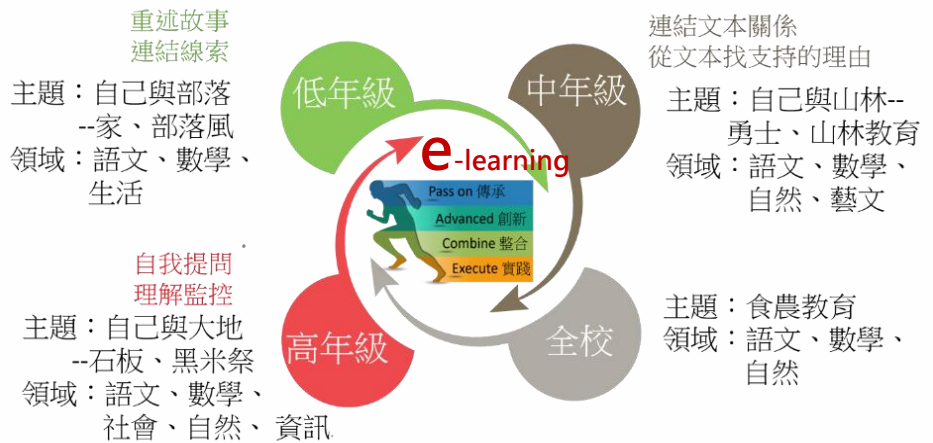 重述故事
連結線索
低年級
主題：自己與部落
--家、部落風
領域：語文、數學、
生活
連結文本關係
從文本找支持的理由
中年級
主題：自己與山林--
勇士、山林教育
領域：語文、數學、
自然、藝文
e-learning
Pass on 傳承
Advanced 創新
Combine 整合
Execute 實踐
自我提問
理解監控
高年級
主題：自己與大地
--石板、黑米祭
領域：語文、數學、
社會、自然、資訊
全校
主題：食農教育
領域：語文、數學、
自然